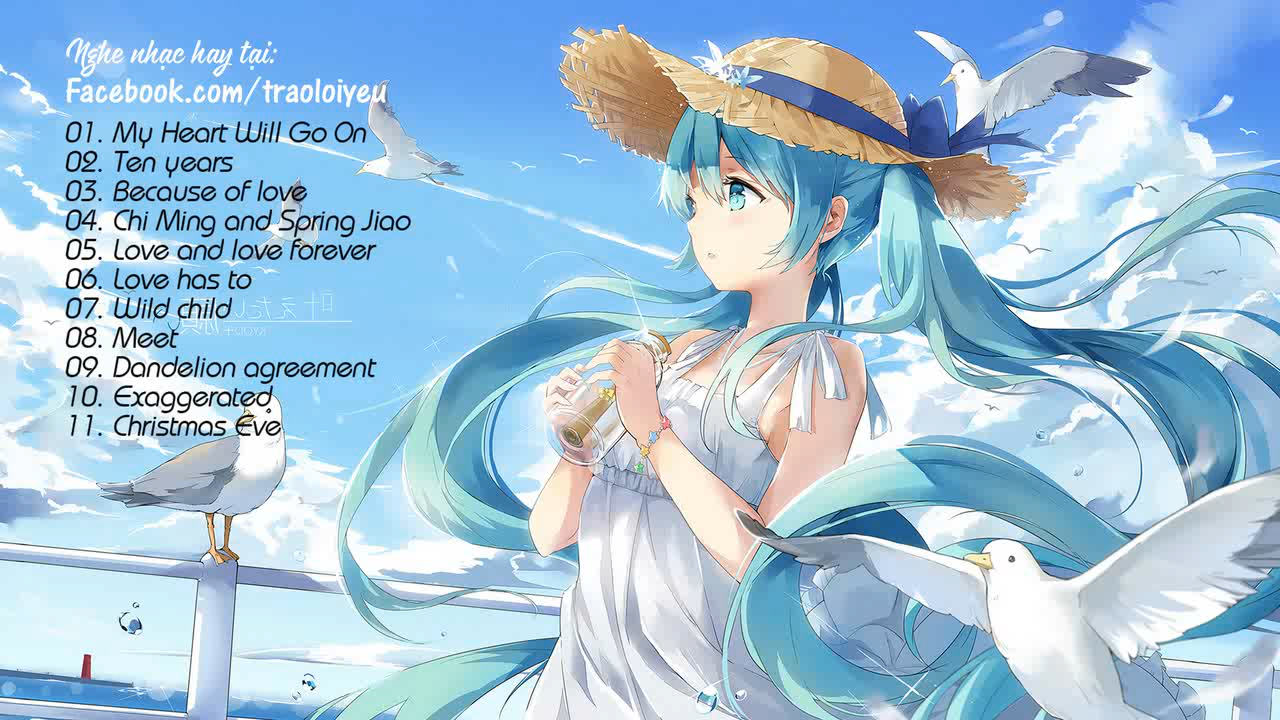 Nghe nhạc hay tại:
Facebook.com/traoloiyeu
01. My Heart Will Go On
02. Ten years
03. Because of love
04. Chi Ming and Spring Jiao
05. Love and love forever
06. Love has to
07. Wild child
08. Meet
09. Dandelion agreement
10. Exaggerated
11. Christmas Eve